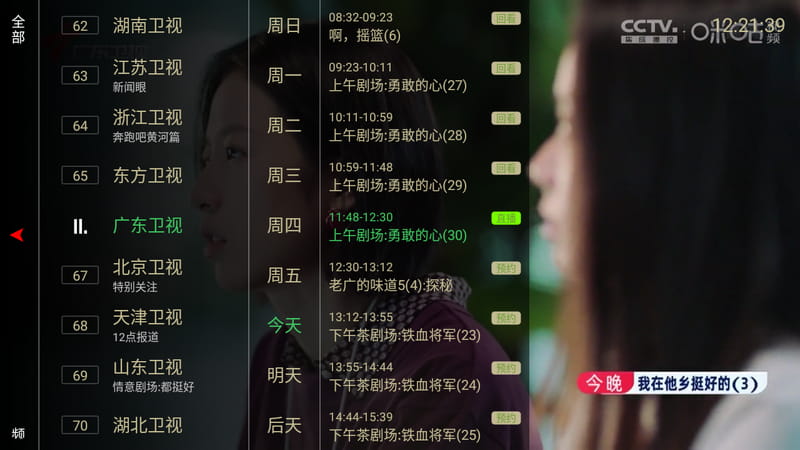 全部
62 湖南卫视
63 江苏卫视
新闻眼
64 浙江卫视
奔跑吧黄河篇
65 东方卫视
广东卫视
67 北京卫视
特别关注
68 天津卫视
12点报道
69 山东卫视
情意剧场:都挺好
70 湖北卫视
周日
周一
周二
周三
周四
周五
今天
明天
后天
08:32-09:23 回看
啊，摇篮(6)
09:23-10:11 回看
上午剧场:勇敢的心(27)
10:11-10:59 回看
上午剧场:勇敢的心(28)
10:59-11:48 回看
上午剧场:勇敢的心(29)
11:48-12:30 直播
上午剧场:勇敢的心(30)
12:30-13:12 预约
老广的味道5(4):探秘
13:12-13:55 预约
下午茶剧场:铁血将军(23)
13:55-14:44 预约
下午茶剧场:铁血将军(24)
14:44-15:39 预约
下午茶剧场:铁血将军(25)
CCTV.
12:21:39
咪咕
频
今晚 我在他乡挺好的(3)